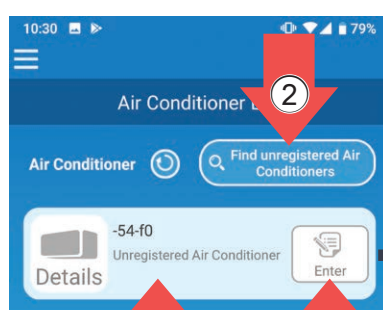 10:30 79%
Air Conditioner
2
Air Conditioner Find unregistered Air
Conditioners
-54-f0
Unregistered Air Conditioner
Details Enter